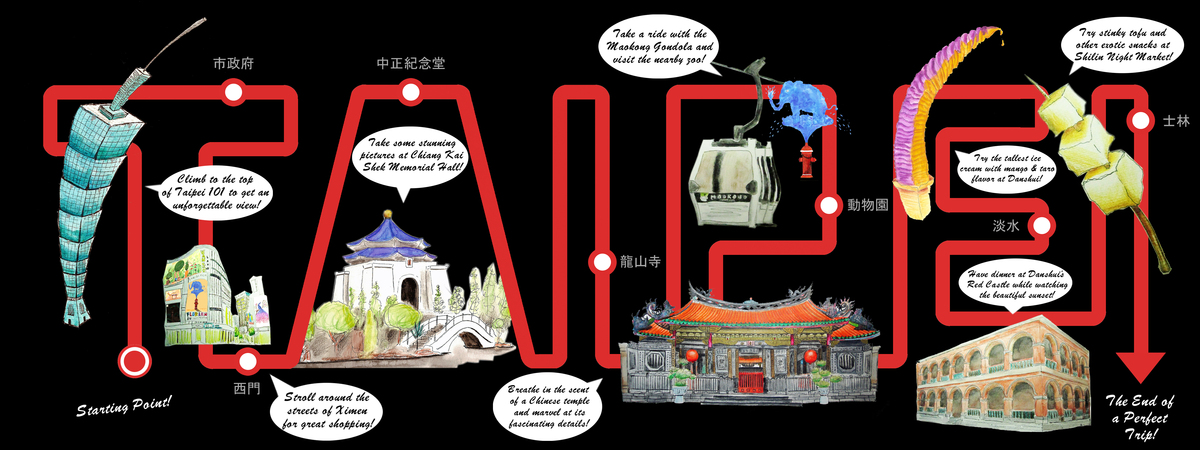 Starting Point!
市政府
Climb to the top
of Taipei 101 to get an
unforgettable view!
西門
Stroll around the
streets of Ximen
for great shopping!
中正紀念堂
Take some stunning
pictures at Chiang Kai
Shek Memorial Hall!
龍山寺
Breathe in the scent
of a Chinese temple
and marvel at its
fascinating details!
Take a ride with the
Maokong Gondola and
visit the nearby zoo!
動物園
Try the tallest ice
cream with mango & taro
flavor at Danshui!
淡水
Have dinner at Danshui's
Red Castle while watching
the beautiful sunset!
Try stinky tofu and
other exotic snacks at
Shilin Night Market!
士林
The End of
a Perfect
Trip!